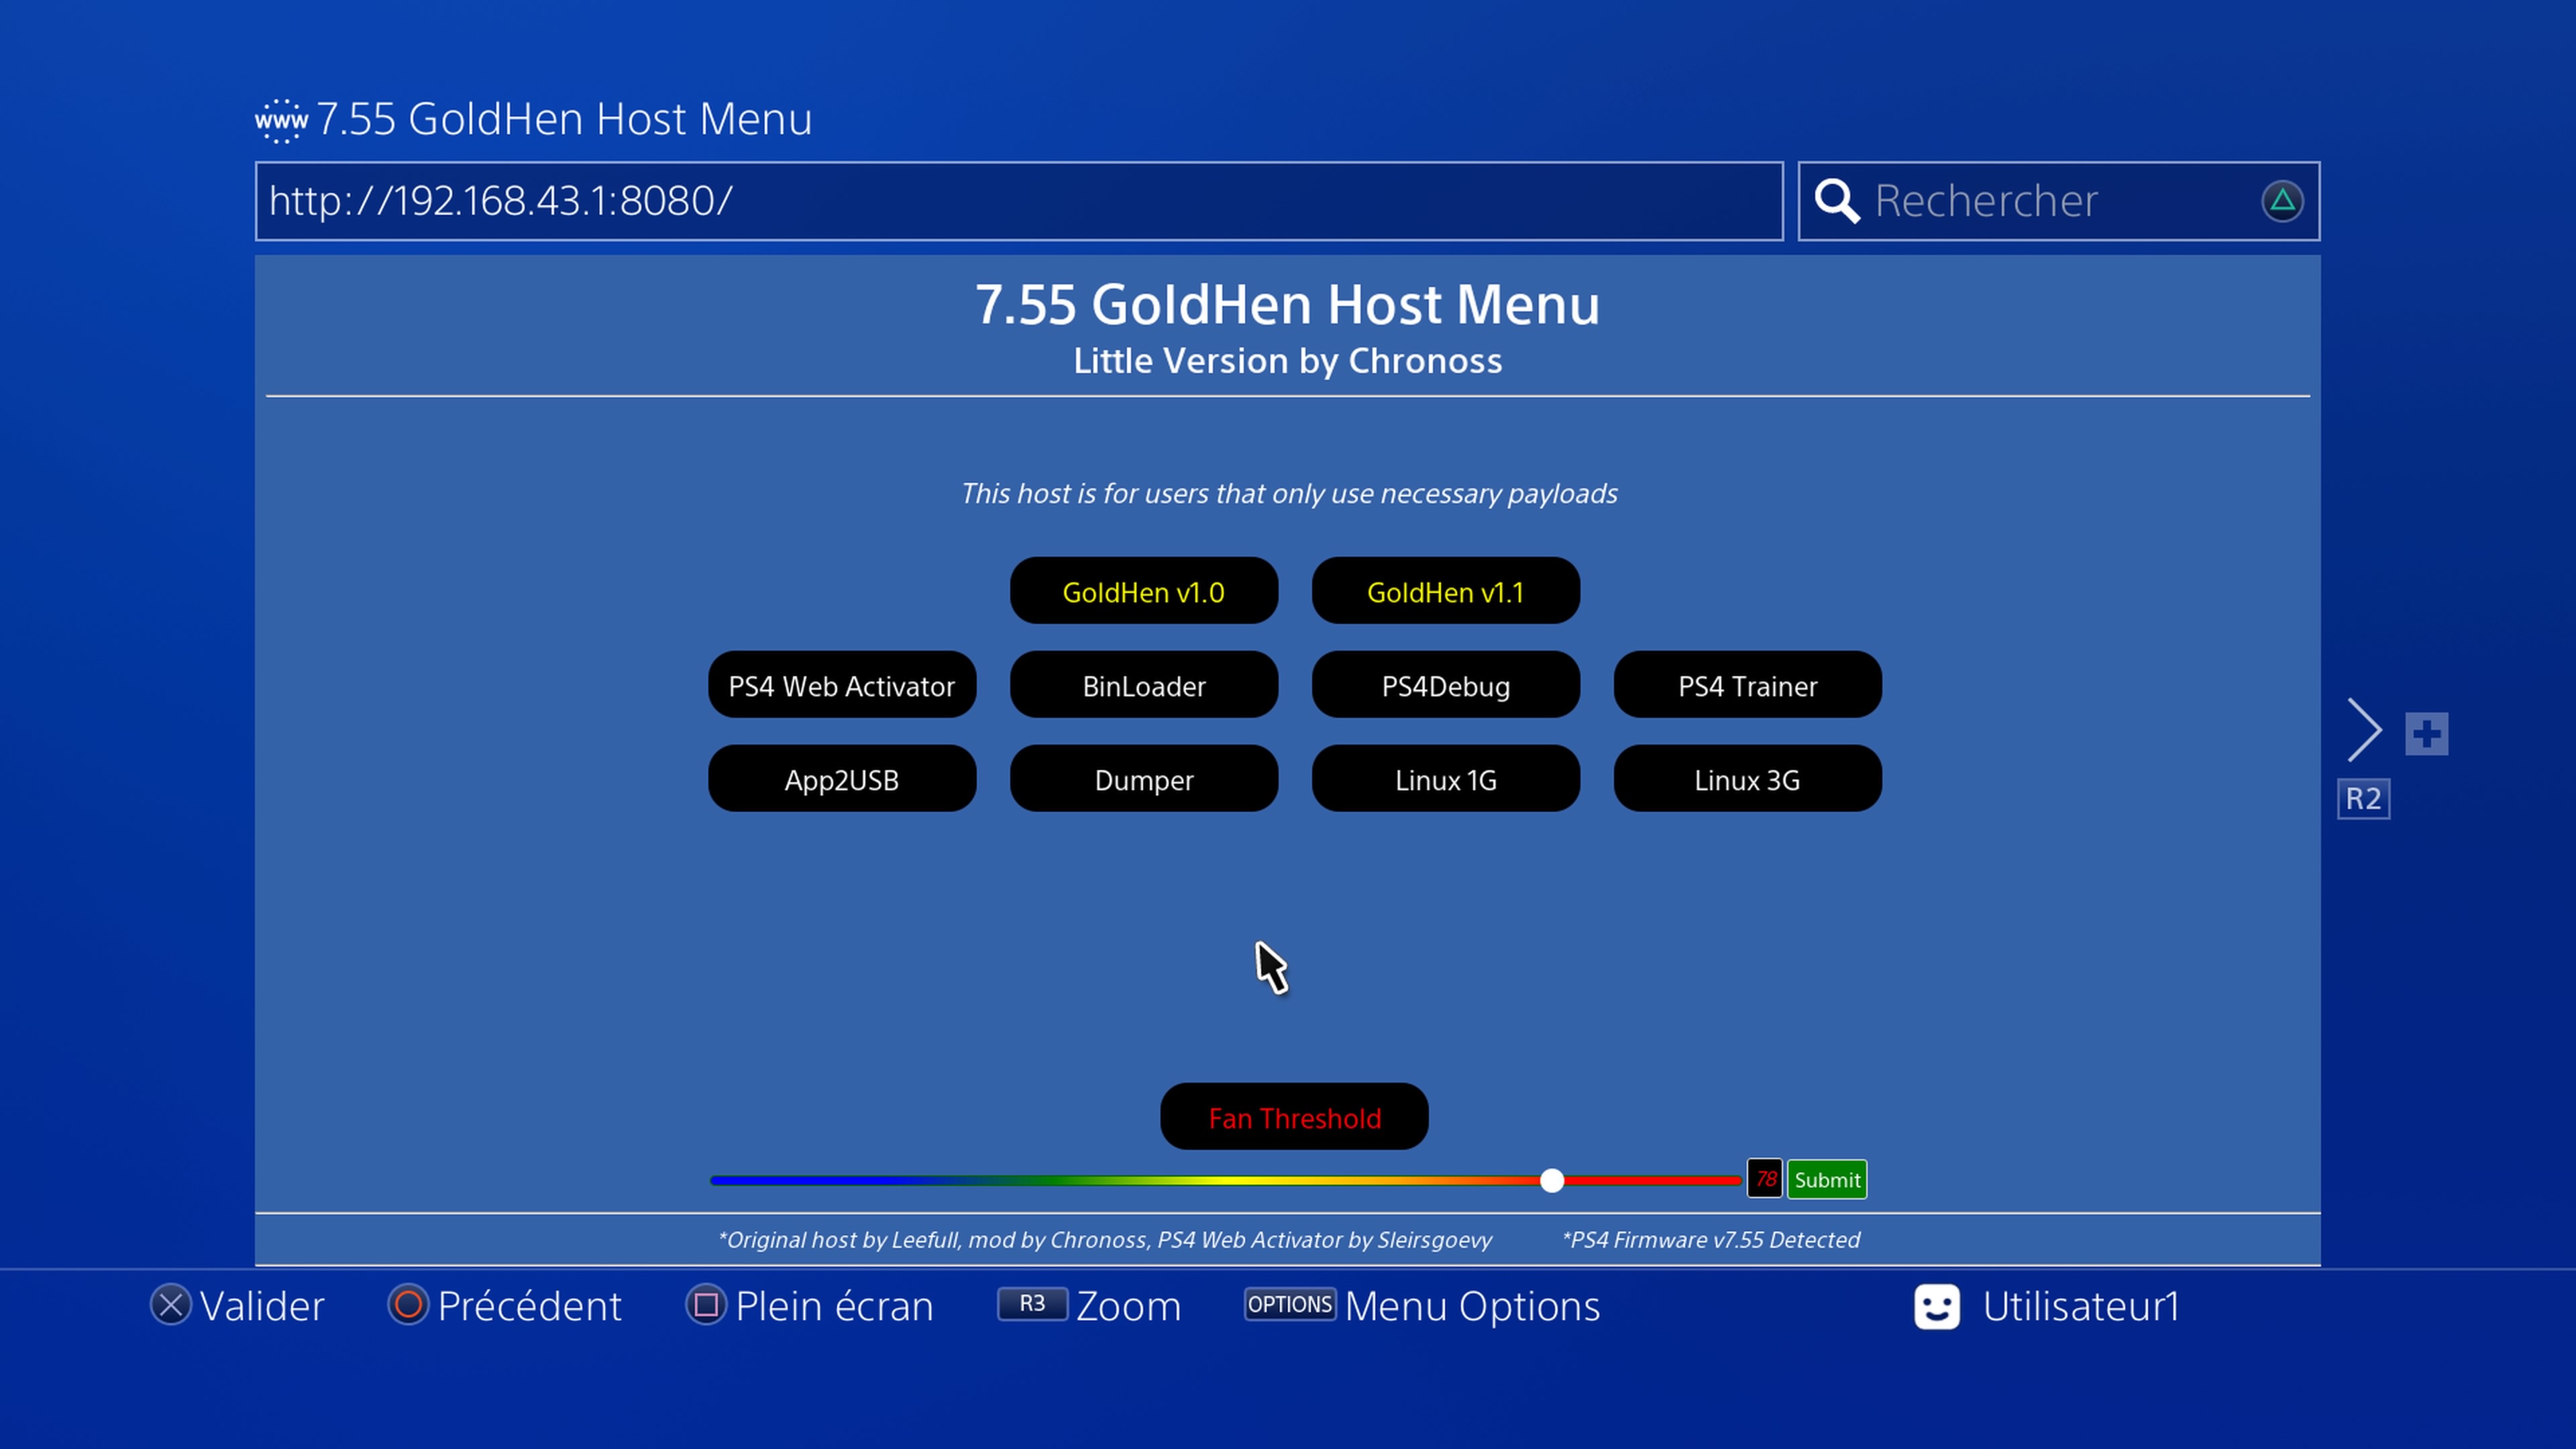 www 7.55 GoldHen Host Menu
http://192.168.43.1:8080/ Rechercher
7.55 GoldHen Host Menu
Little Version by Chronoss
This host is for users that only use necessary payloads
GoldHen v1.0 GoldHen v1.1
PS4 Web Activator BinLoader PS4Debug PS4 Trainer
App2USB Dumper Linux 1G Linux 3G
R2
Fan Threshold
78 Submit
*Original host by Leefull, mod by Chronoss, PS4 Web Activator by Sleirsgoevy *PS4 Firmware v7.55 Detected
Valider Précédent Plein écran R3 Zoom OPTIONS Menu Options Utilisateur1